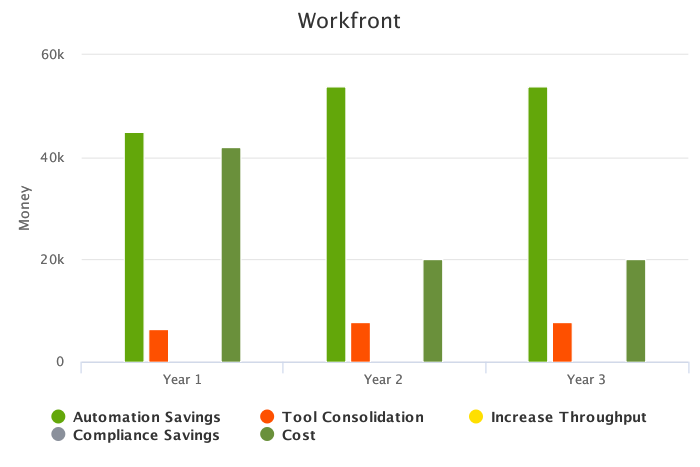 Workfront
60k
40k
20k
0
Money
Year 1
Year 2
Year 3
Automation Savings
Tool Consolidation
Increase Throughput
Compliance Savings
Cost